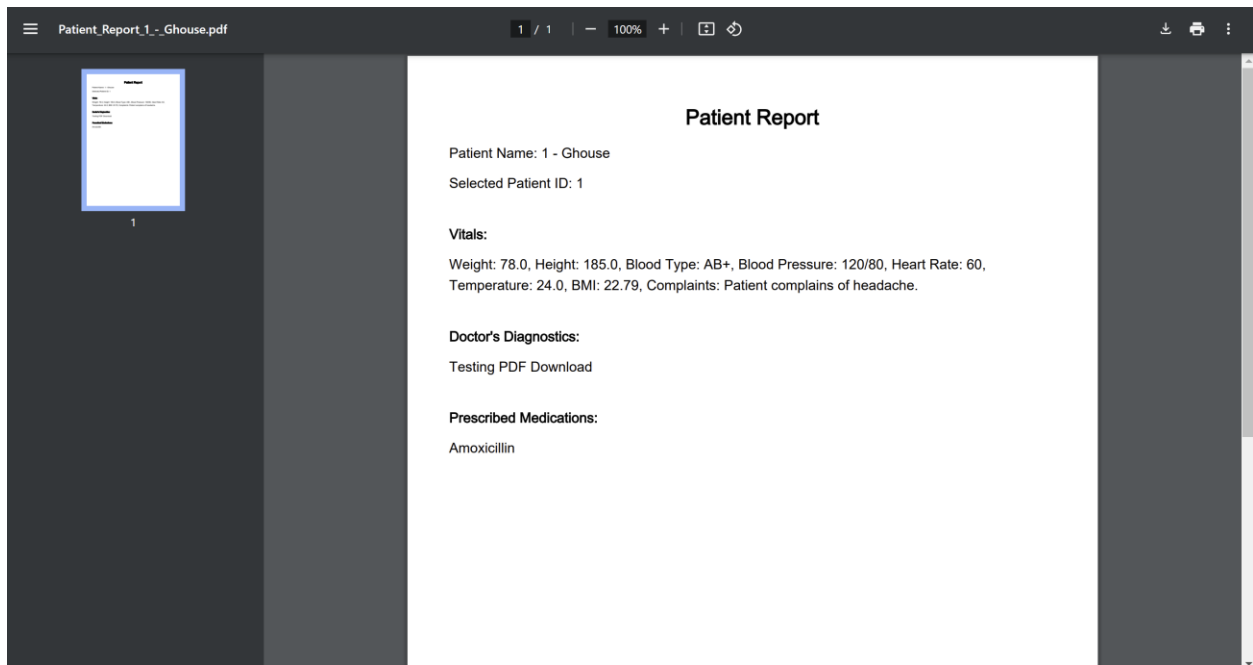 Patient_Report_1_-_Ghouse.pdf
1 / 1
100%
1
Patient Report
Patient Name: 1 - Ghouse
Selected Patient ID: 1
Vitals:
Weight: 78.0, Height: 185.0, Blood Type: AB+, Blood Pressure: 120/80, Heart Rate: 60,
Temperature: 24.0, BMI: 22.79, Complaints: Patient complains of headache.
Doctor's Diagnostics:
Testing PDF Download
Prescribed Medications:
Amoxicillin